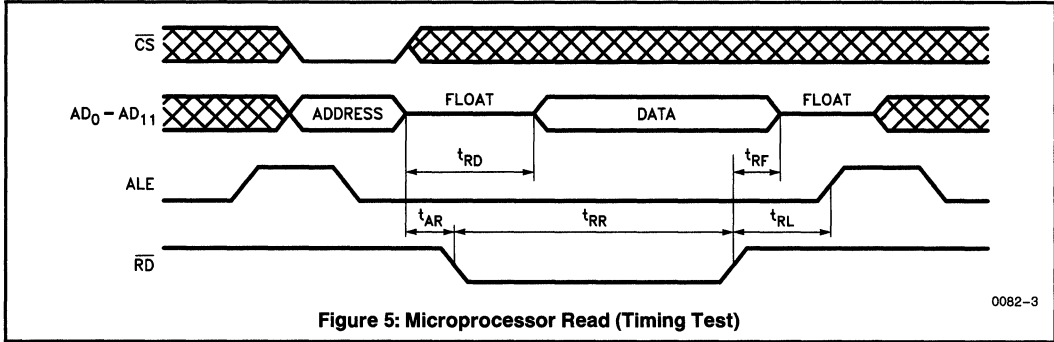 CS
AD0 – AD11 ADDRESS FLOAT DATA FLOAT
tRD tRF
ALE
tAR tRR tRL
RD
0082–3
Figure 5: Microprocessor Read (Timing Test)